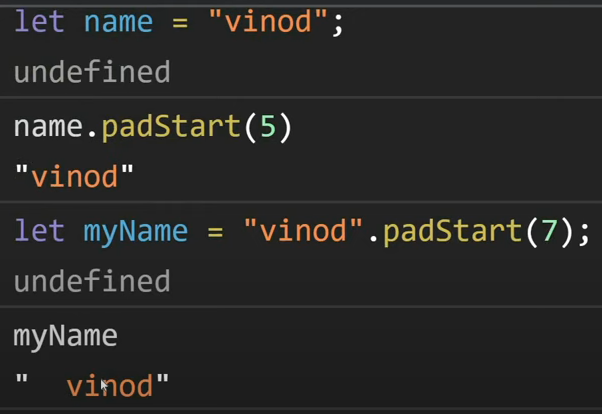 let name = "vinod";
undefined
name.padStart(5)
"vinod"
let myName = "vinod".padStart(7);
undefined
myName
"  vinod"